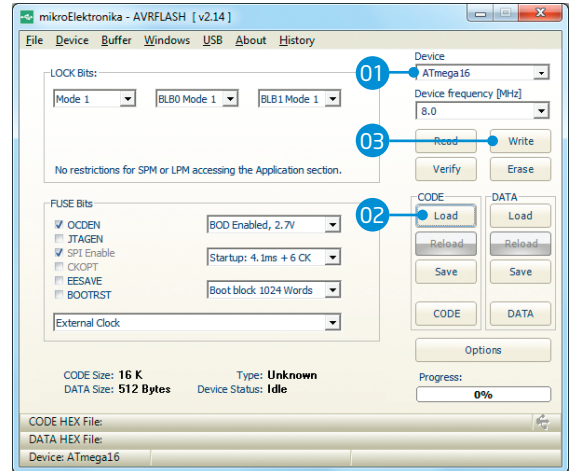 mikroElektronika - AVRFLASH [ v2.14 ]
File Device Buffer Windows USB About History
LOCK Bits:
Mode 1
BLB0 Mode 1
BLB1 Mode 1
No restrictions for SPM or LPM accessing the Application section.
FUSE Bits
OCDEN
JTAGEN
SPI Enable
CKOPT
EESAVE
BOOTRST
BOD Enabled, 2.7V
Startup: 4.1ms + 6 CK
Boot block 1024 Words
External Clock
CODE Size: 16 K
DATA Size: 512 Bytes
Type: Unknown
Device Status: Idle
Device
01
ATmega16
Device frequency [MHz]
8.0
03
Read
Write
Verify
Erase
CODE
DATA
02
Load
Load
Reload
Reload
Save
Save
CODE
DATA
Options
Progress:
0%
CODE HEX File:
DATA HEX File:
Device: ATmega16